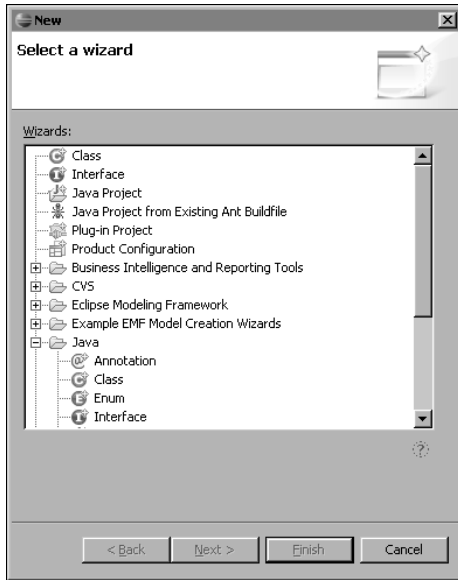 New
Select a wizard
Wizards:
Class
Interface
Java Project
Java Project from Existing Ant Buildfile
Plug-in Project
Product Configuration
Business Intelligence and Reporting Tools
CVS
Eclipse Modeling Framework
Example EMF Model Creation Wizards
Java
Annotation
Class
Enum
Interface
< Back Next > Finish Cancel